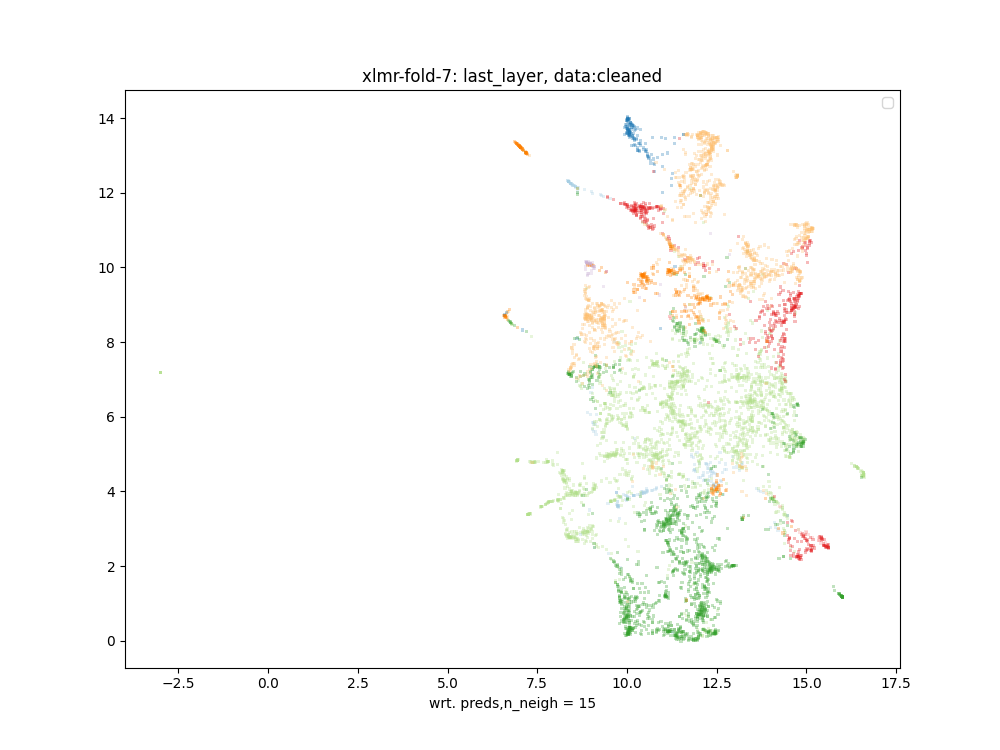 xlmr-fold-7: last_layer, data:cleaned
14
12
10
8
6
4
2
0
−2.5 0.0 2.5 5.0 7.5 10.0 12.5 15.0 17.5
wrt. preds,n_neigh = 15